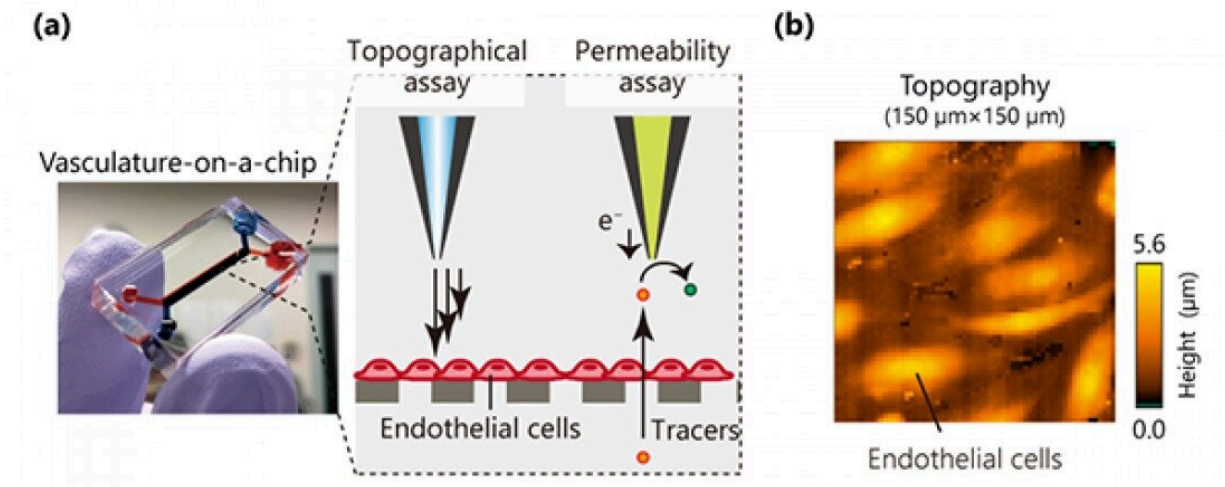 (a)
Topographical
assay
Permeability
assay
Vasculature-on-a-chip
e⁻
Endothelial cells
Tracers
(b)
Topography
(150 μm×150 μm)
5.6
Height (μm)
0.0
Endothelial cells